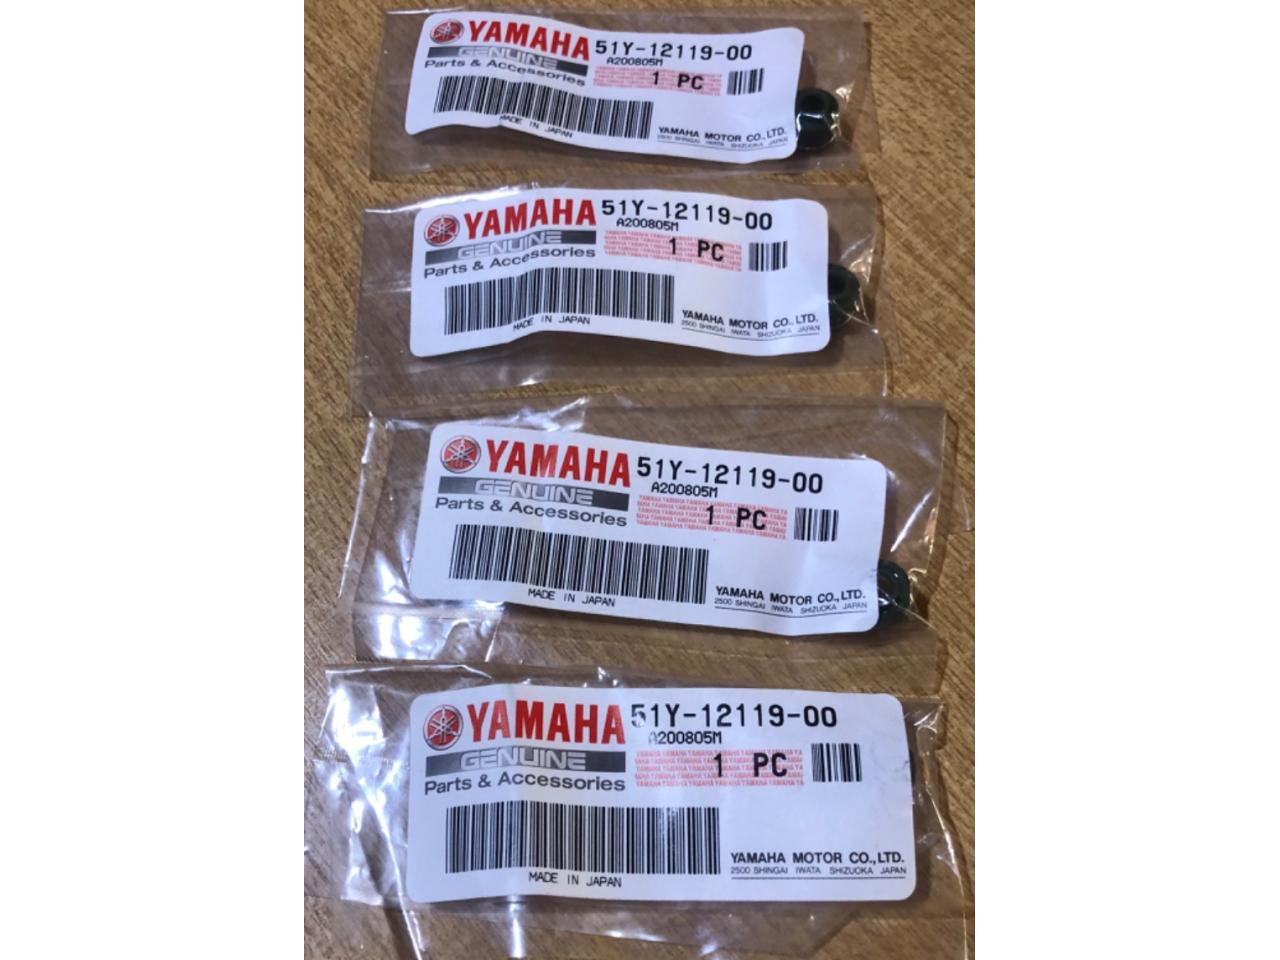 YAMAHA 51Y-12119-00
GENUINE A200805M
Parts & Accessories 1 PC
MADE IN JAPAN
YAMAHA MOTOR CO.,LTD.
2500 SHINGAI IWATA SHIZUOKA JAPAN
YAMAHA 51Y-12119-00
GENUINE A200805M
Parts & Accessories 1 PC
MADE IN JAPAN
YAMAHA MOTOR CO.,LTD.
2500 SHINGAI IWATA SHIZUOKA JAPAN
YAMAHA 51Y-12119-00
GENUINE A200805M
Parts & Accessories 1 PC
MADE IN JAPAN
YAMAHA MOTOR CO.,LTD.
2500 SHINGAI IWATA SHIZUOKA JAPAN
YAMAHA 51Y-12119-00
GENUINE A200805M
Parts & Accessories 1 PC
MADE IN JAPAN
YAMAHA MOTOR CO.,LTD.
2500 SHINGAI IWATA SHIZUOKA JAPAN